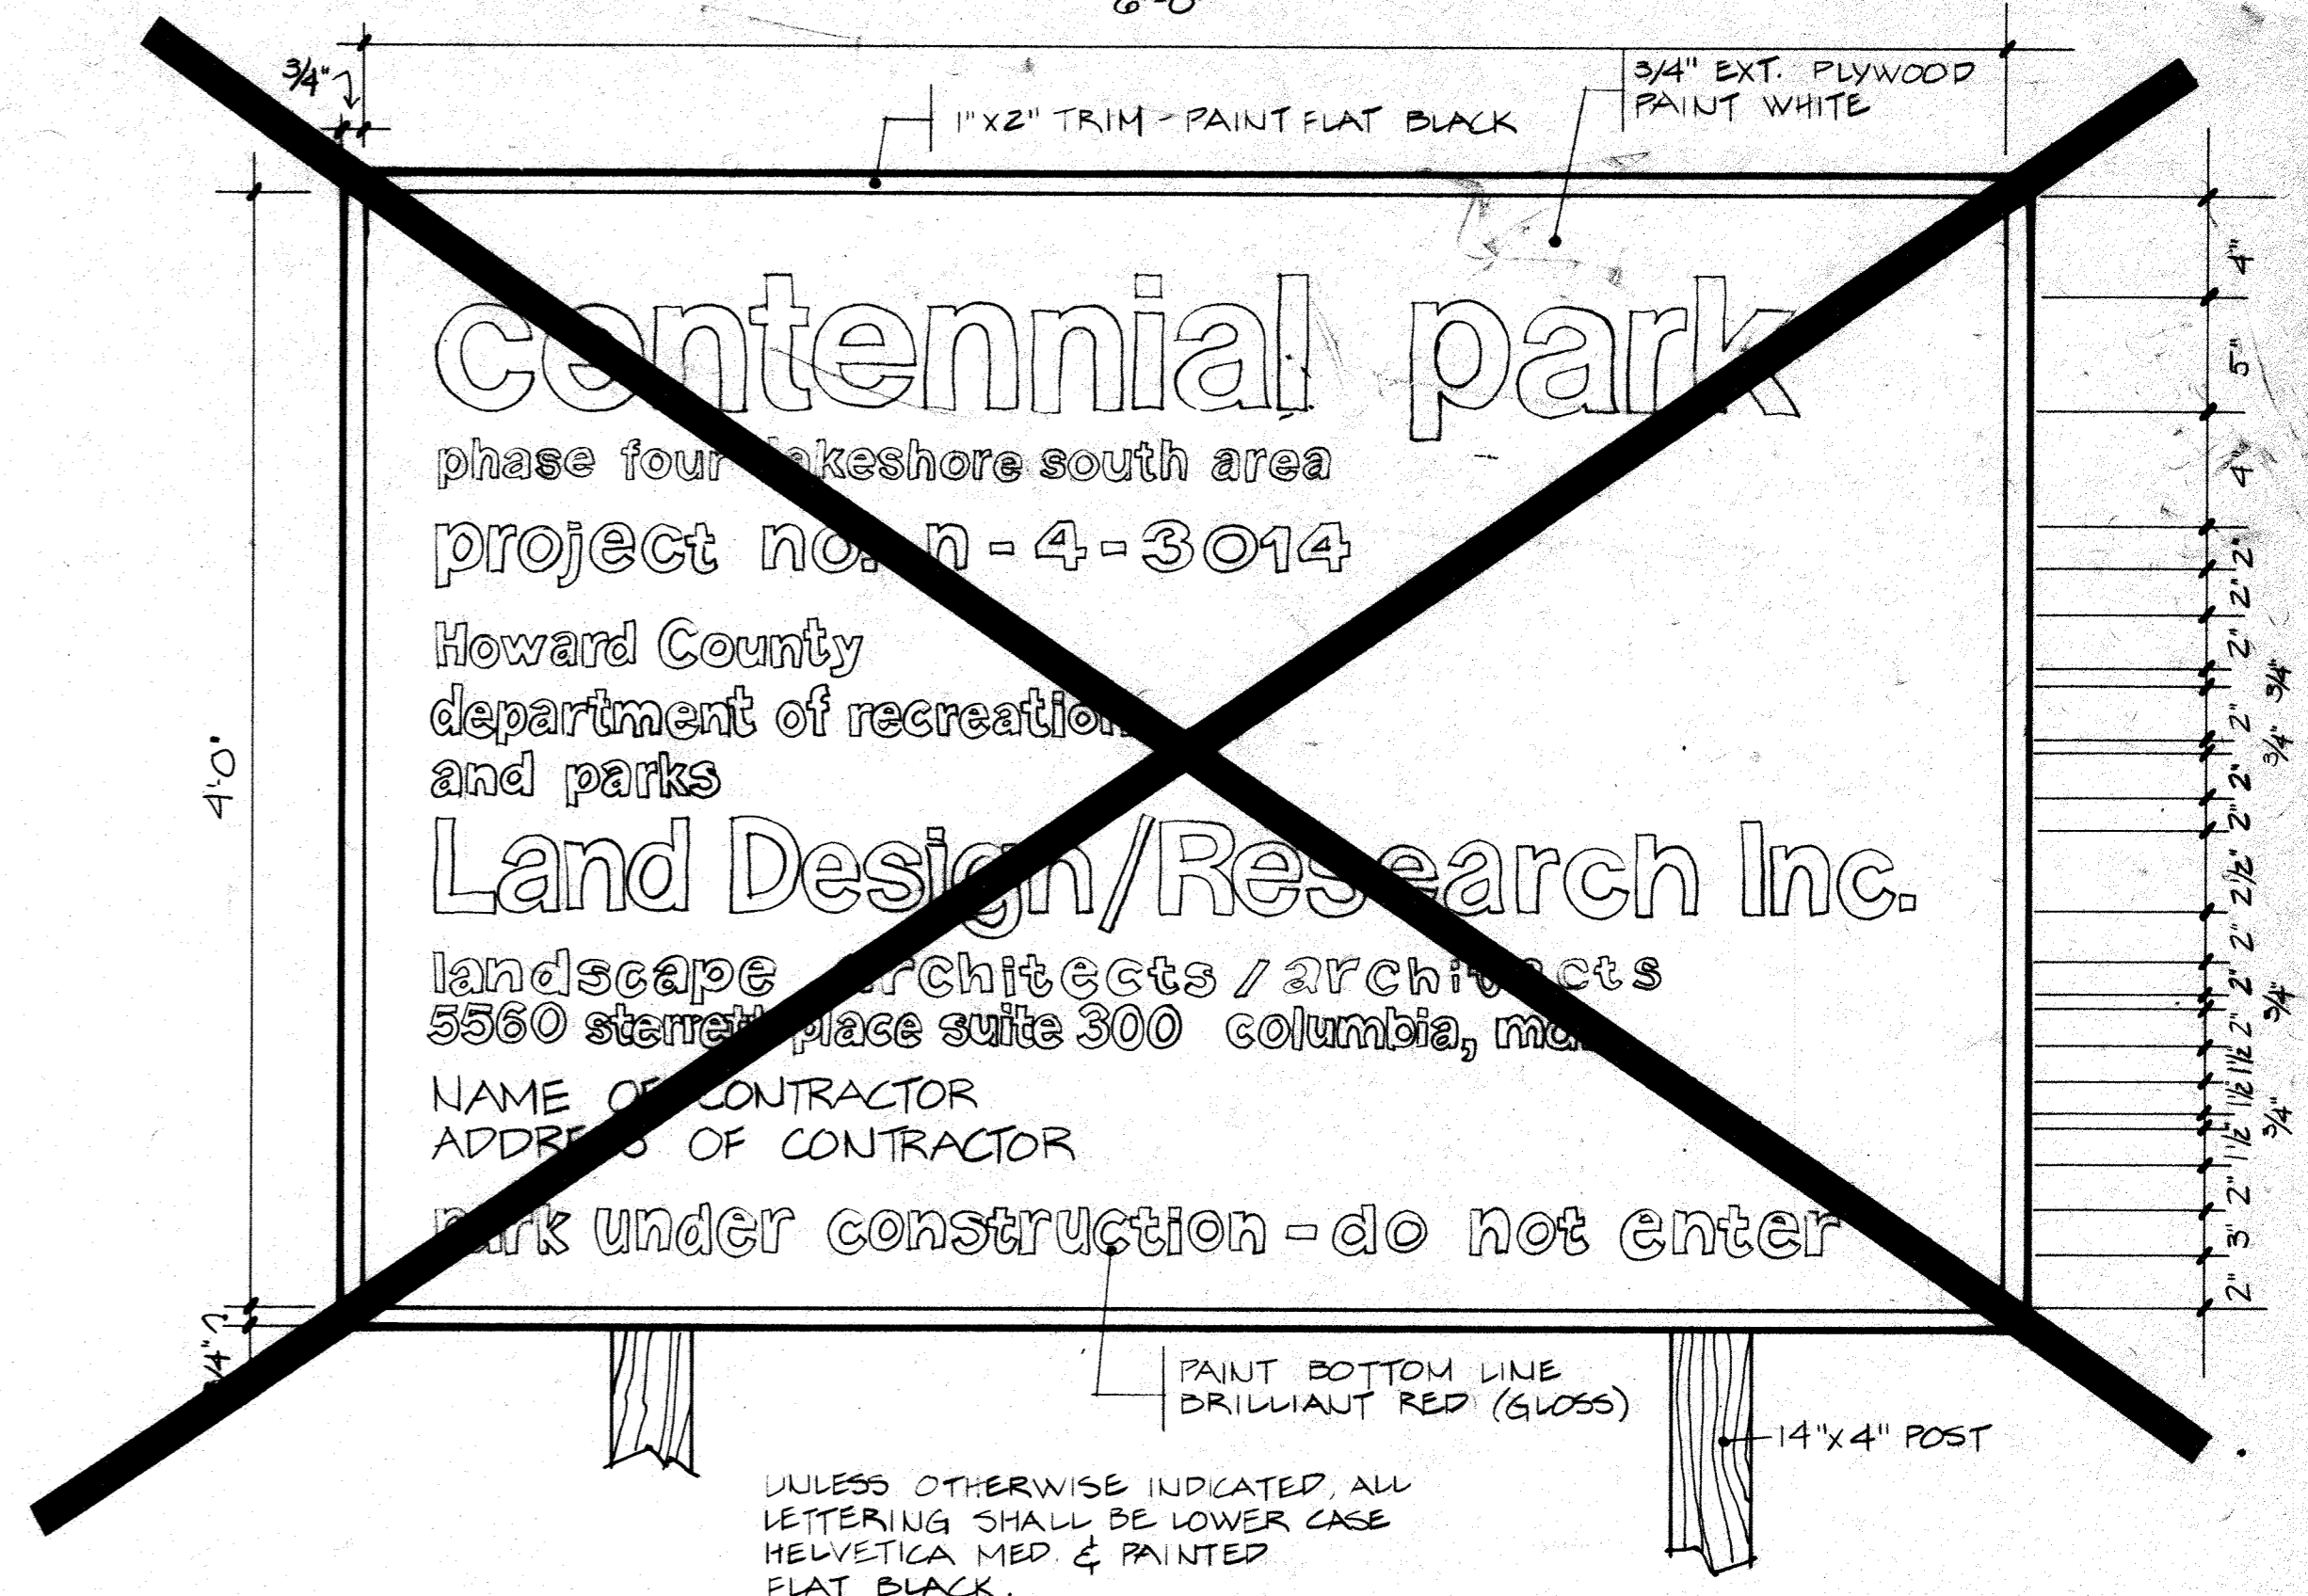 6'-0"
3/4"
3/4" EXT. PLYWOOD
PAINT WHITE
1"X2" TRIM - PAINT FLAT BLACK
centennial park
phase four lakeshore south area
project no. n-4-3014
Howard County
department of recreation
and parks
Land Design/Research Inc.
landscape architects/architects
5560 sterrett place suite 300 columbia, md.
NAME OF CONTRACTOR
ADDRESS OF CONTRACTOR
park under construction - do not enter
4'-0"
3/4"
4"
5"
4"
2"
2"
2"
3/4"
2"
3/4"
2"
2"
2 1/2"
2"
2"
3/4"
2"
1 1/2
1 1/2
1 1/2"
3/4"
2"
3"
2"
PAINT BOTTOM LINE
BRILLIANT RED (GLOSS)
14"X4" POST
UNLESS OTHERWISE INDICATED, ALL
LETTERING SHALL BE LOWER CASE
HELVETICA MED. & PAINTED
FLAT BLACK.